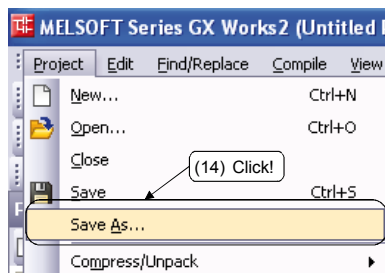 MELSOFT Series GX Works2 (Untitled
Project Edit Find/Replace Compile View
New... Ctrl+N
Open... Ctrl+O
Close
(14) Click!
Save Ctrl+S
Save As...
Compress/Unpack